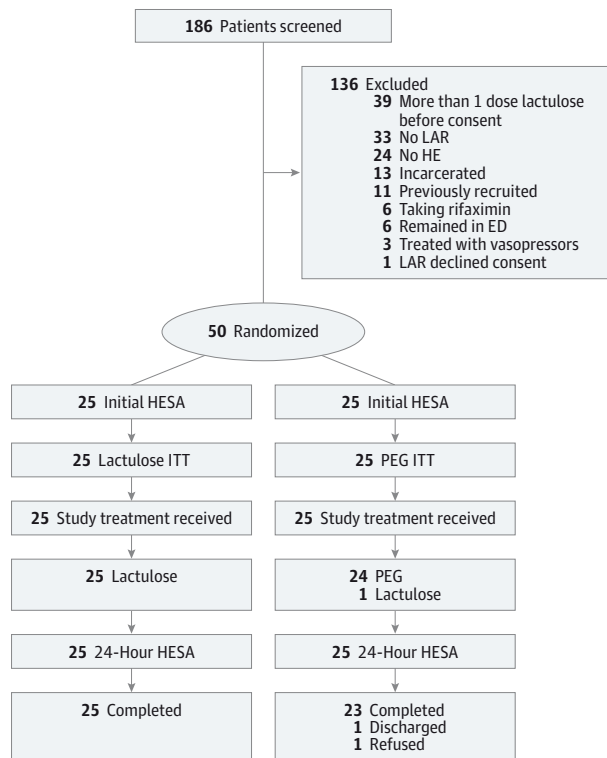 186 Patients screened
136 Excluded
39 More than 1 dose lactulose
before consent
33 No LAR
24 No HE
13 Incarcerated
11 Previously recruited
6 Taking rifaximin
6 Remained in ED
3 Treated with vasopressors
1 LAR declined consent
50 Randomized
25 Initial HESA
25 Lactulose ITT
25 Study treatment received
25 Lactulose
25 24-Hour HESA
25 Completed
25 Initial HESA
25 PEG ITT
25 Study treatment received
24 PEG
1 Lactulose
25 24-Hour HESA
23 Completed
1 Discharged
1 Refused